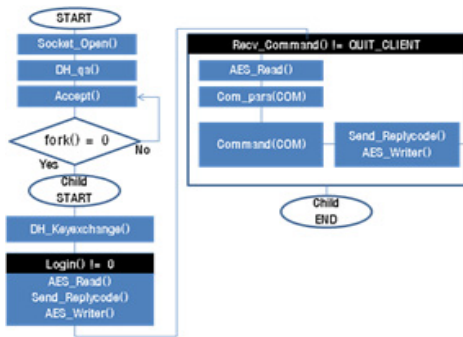 START
Socket_Open()
DH_qa()
Accept()
fork() = 0
No
Yes
Child
START
DH_Keyexchange()
Login() != 0
AES_Read()
Send_Replycode()
AES_Writer()
Recv_Command() != QUIT_CLIENT
AES_Read()
Com_para(COM)
Command(COM)
Send_Replycode()
AES_Writer()
Child
END